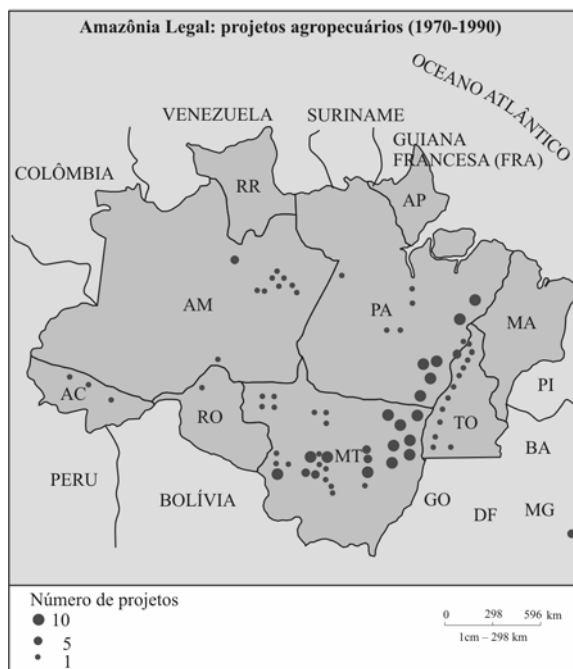 Amazônia Legal: projetos agropecuários (1970-1990)
OCEANO ATLÂNTICO
VENEZUELA
SURINAME
GUIANA
FRANCESA (FRA)
COLÔMBIA
RR
AP
AM
PA
MA
PI
AC
RO
TO
MT
BA
PERU
BOLÍVIA
GO
DF
MG
Número de projetos
10
5
1
0 298 596 km
1cm – 298 km